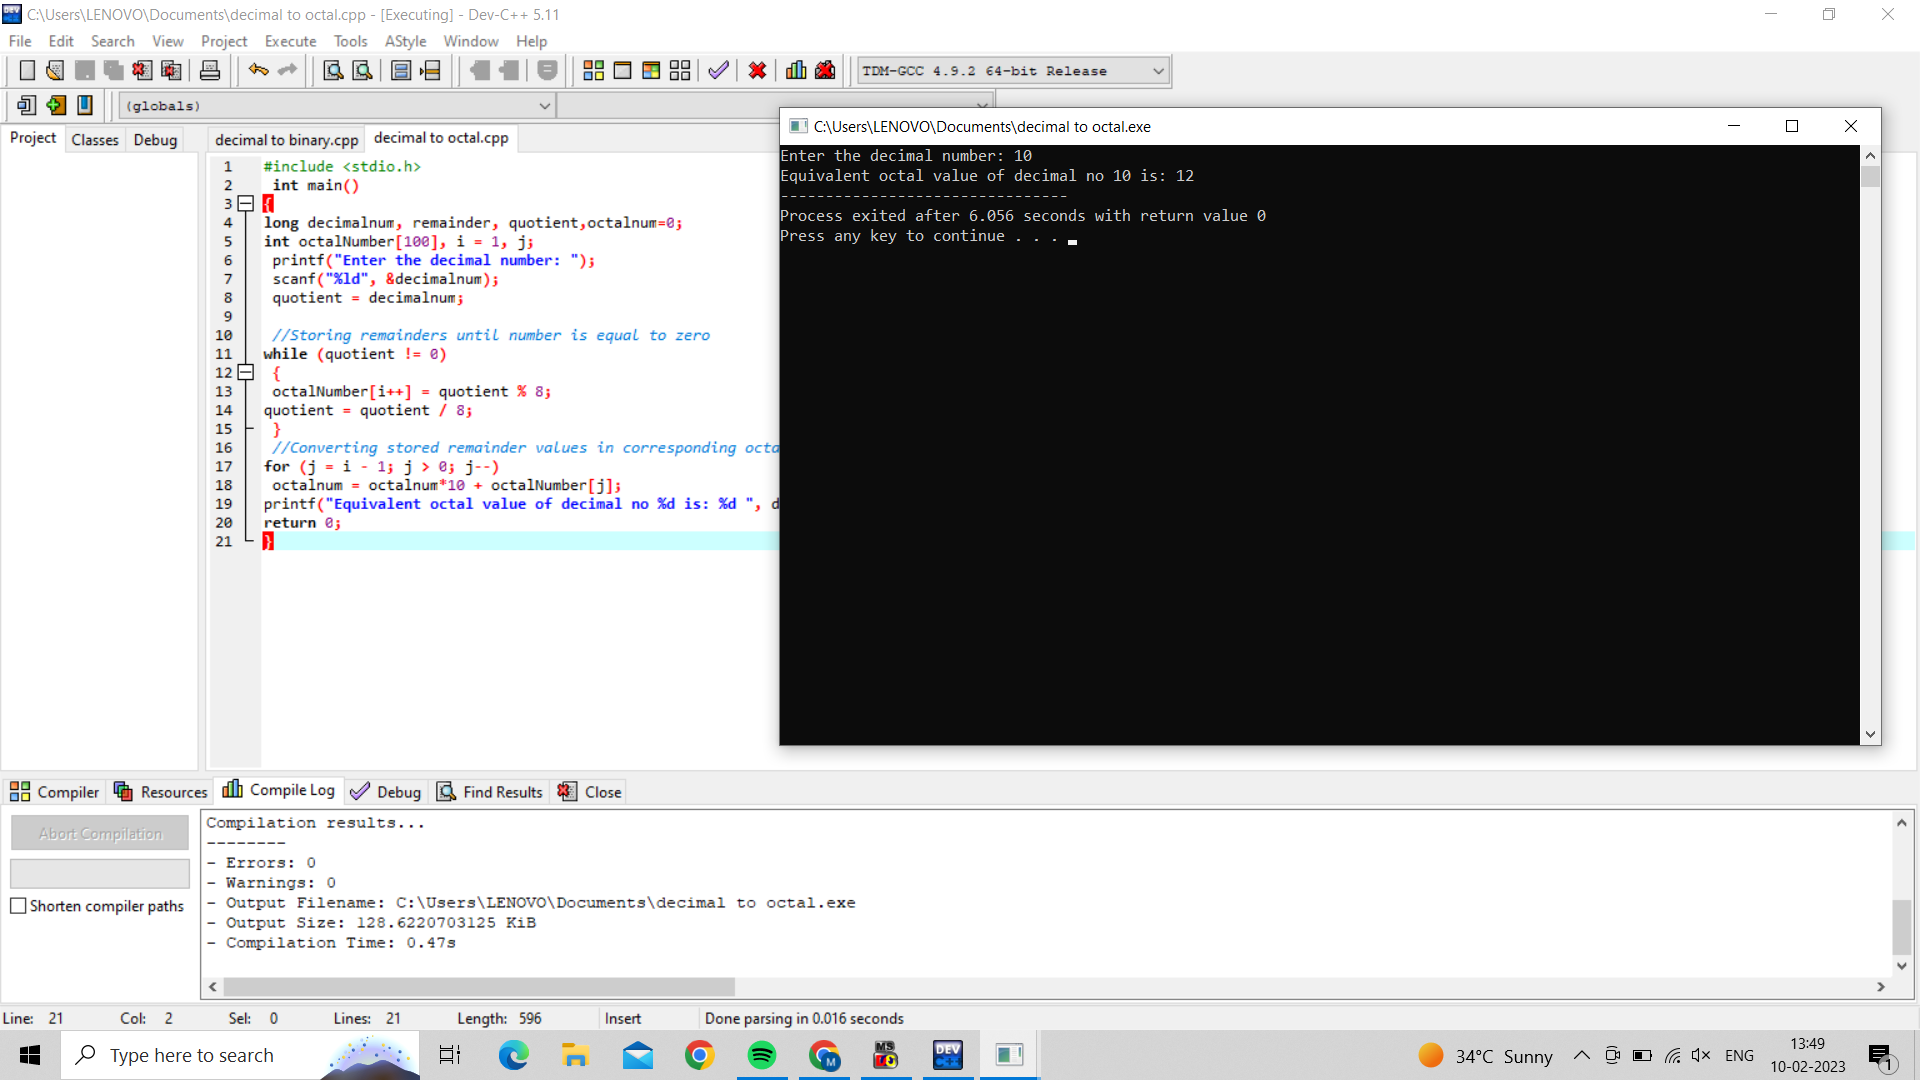 C:\Users\LENOVO\Documents\decimal to octal.cpp - [Executing] - Dev-C++ 5.11
File Edit Search View Project Execute Tools AStyle Window Help
TDM-GCC 4.9.2 64-bit Release
(globals)
Project Classes Debug
decimal to binary.cpp decimal to octal.cpp
1 #include <stdio.h>
2 int main()
3 {
4 long decimalnum, remainder, quotient,octalnum=0;
5 int octalNumber[100], i = 1, j;
6 printf("Enter the decimal number: ");
7 scanf("%ld", &decimalnum);
8 quotient = decimalnum;
9
10 //Storing remainders until number is equal to zero
11 while (quotient != 0)
12 {
13 octalNumber[i++] = quotient % 8;
14 quotient = quotient / 8;
15 }
16 //Converting stored remainder values in corresponding octa
17 for (j = i - 1; j > 0; j--)
18 octalnum = octalnum*10 + octalNumber[j];
19 printf("Equivalent octal value of decimal no %d is: %d ", d
20 return 0;
21 }
C:\Users\LENOVO\Documents\decimal to octal.exe
Enter the decimal number: 10
Equivalent octal value of decimal no 10 is: 12
--------------------------------
Process exited after 6.056 seconds with return value 0
Press any key to continue . . .
Compiler Resources Compile Log Debug Find Results Close
Abort Compilation
Shorten compiler paths
Compilation results...
--------
- Errors: 0
- Warnings: 0
- Output Filename: C:\Users\LENOVO\Documents\decimal to octal.exe
- Output Size: 128.6220703125 KiB
- Compilation Time: 0.47s
Line: 21 Col: 2 Sel: 0 Lines: 21 Length: 596 Insert Done parsing in 0.016 seconds
Type here to search
DEV C++
MS
M
34°C Sunny
ENG
13:49
10-02-2023
1